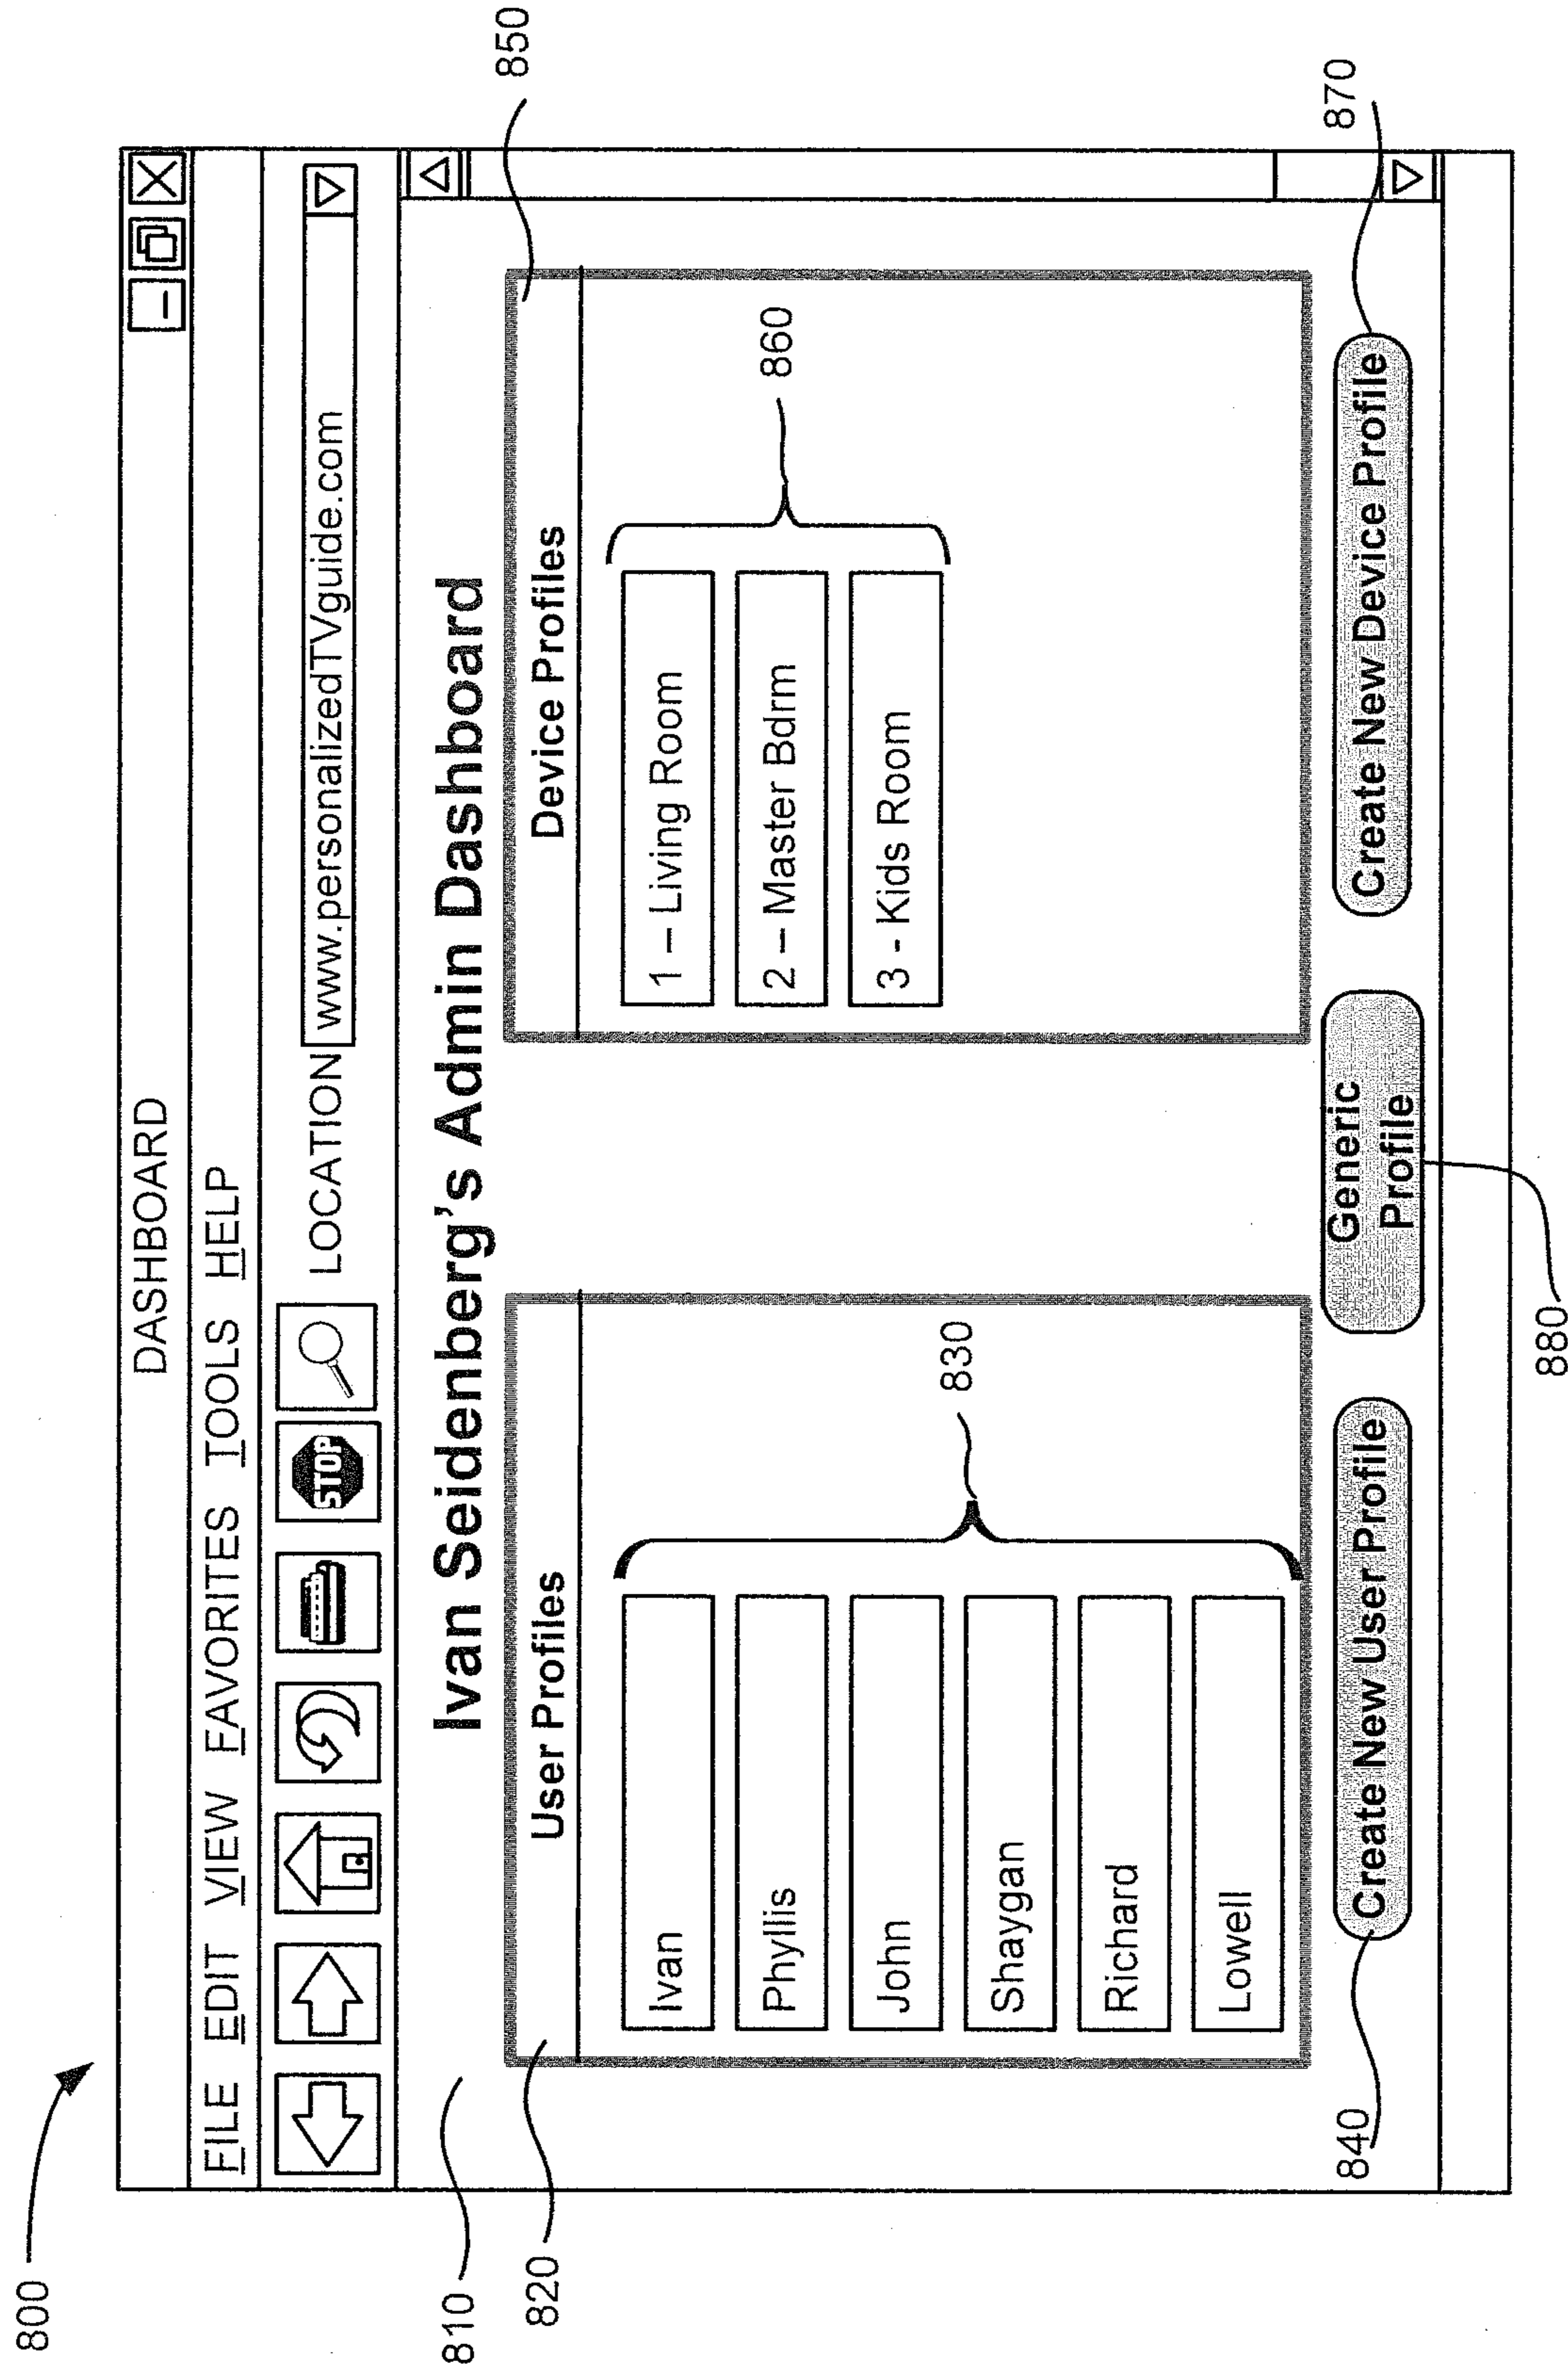 800
DASHBOARD
FILE EDIT VIEW FAVORITES TOOLS HELP
STOP
LOCATION www.personalizedTVguide.com
810
Ivan Seidenberg's Admin Dashboard
820
850
User Profiles
Device Profiles
Ivan
Phyllis
John
Shaygan
Richard
Lowell
830
1 – Living Room
2 – Master Bdrm
3 - Kids Room
860
840
Create New User Profile
Generic
Profile
Create New Device Profile
870
880